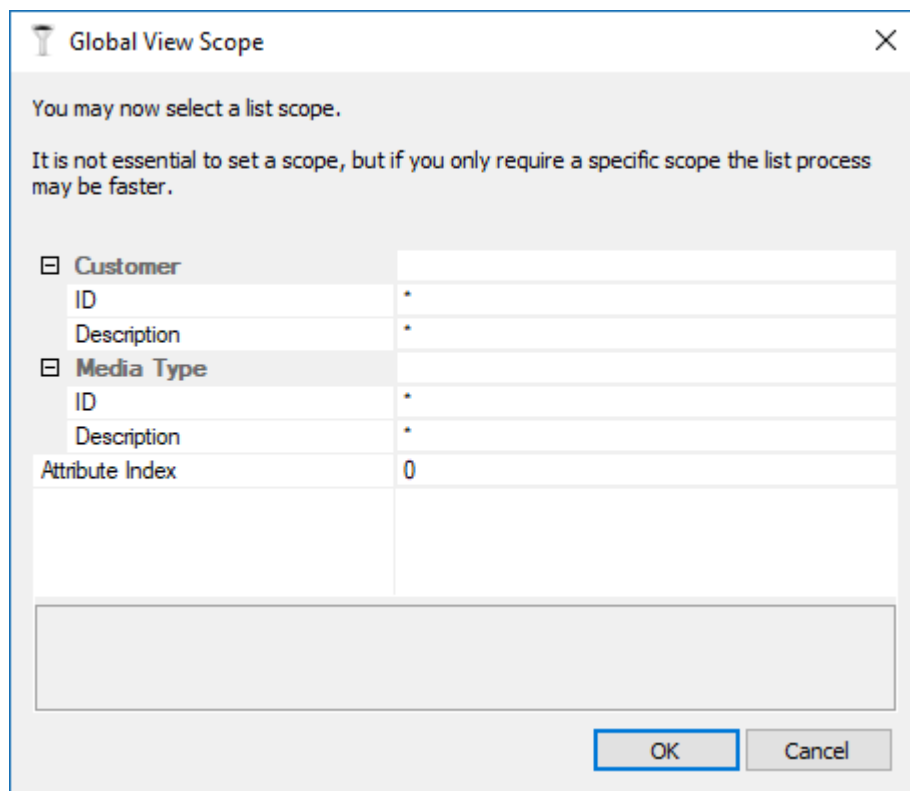 Global View Scope
You may now select a list scope.
It is not essential to set a scope, but if you only require a specific scope the list process
may be faster.
Customer
ID *
Description *
Media Type
ID *
Description *
Attribute Index 0
OK Cancel